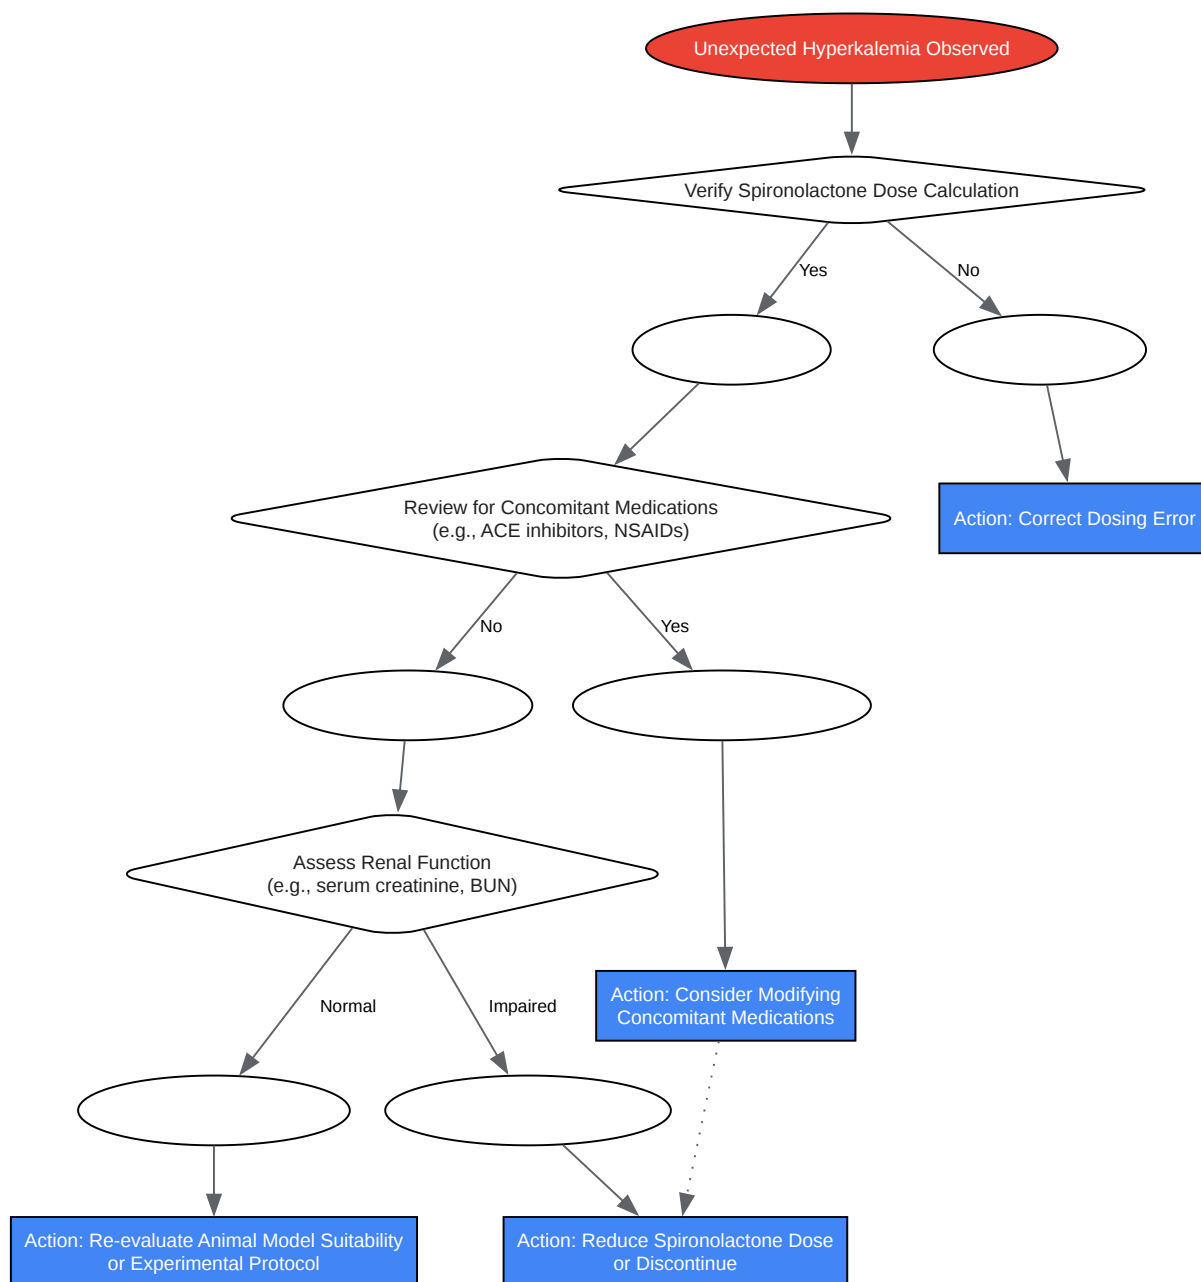 Unexpected Hyperkalemia Observed
Verify Spironolactone Dose Calculation
Yes
No
Review for Concomitant Medications
(e.g., ACE inhibitors, NSAIDs)
Action: Correct Dosing Error
No
Yes
Assess Renal Function
(e.g., serum creatinine, BUN)
Normal
Impaired
Action: Consider Modifying
Concomitant Medications
Action: Re-evaluate Animal Model Suitability
or Experimental Protocol
Action: Reduce Spironolactone Dose
or Discontinue